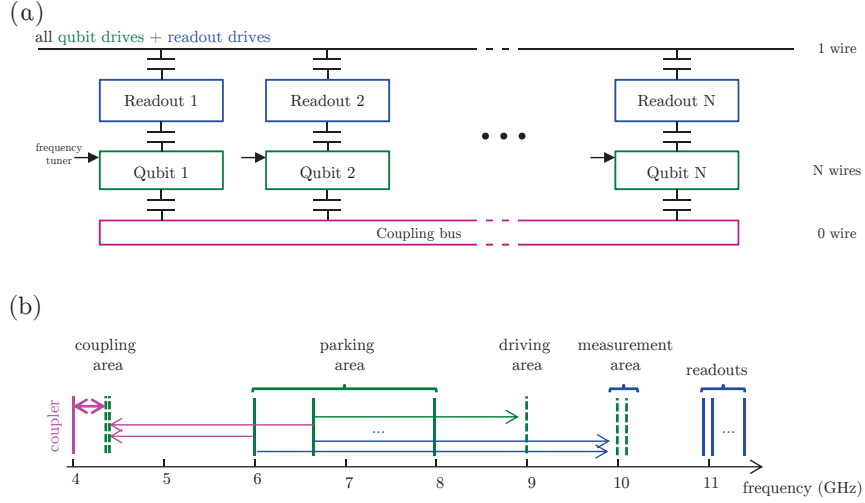 (a)
all qubit drives + readout drives
1 wire
Readout 1
Readout 2
Readout N
frequency
tuner
Qubit 1
Qubit 2
Qubit N
N wires
Coupling bus
0 wire
(b)
coupling
area
parking
area
driving
area
measurement
area
readouts
coupler
...
...
4 5 6 7 8 9 10 11
frequency (GHz)